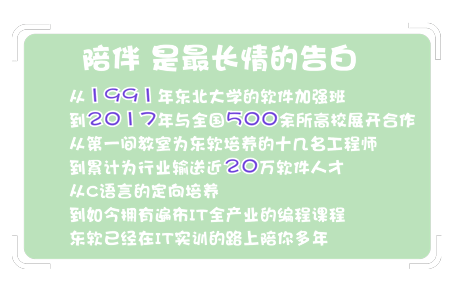 陪伴 是最长情的告白
从1991年东北大学的软件加强班
到2017年与全国500余所高校展开合作
从第一间教室为东软培养的十几名工程师
到累计为行业输送近20万软件人才
从C语言的定向培养
到如今拥有遍布IT全产业的编程课程
东软已经在IT实训的路上陪你多年